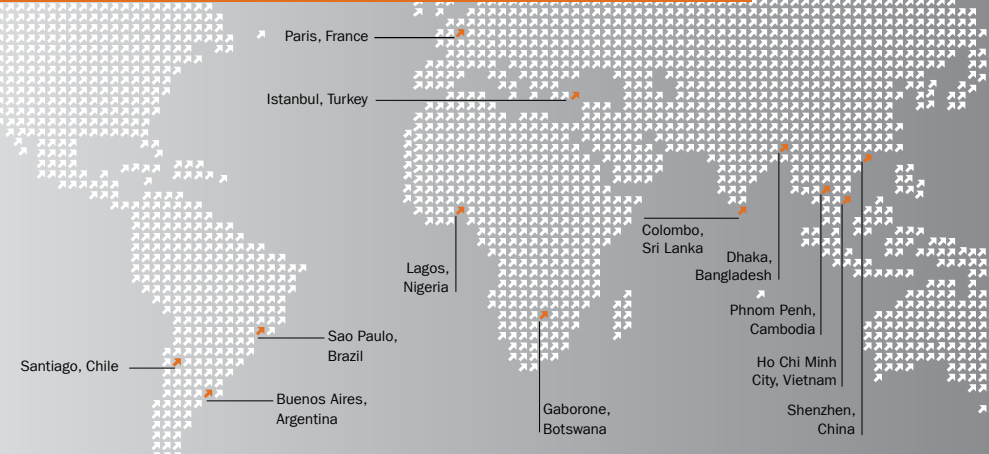 Paris, France
Istanbul, Turkey
Colombo,
Sri Lanka
Dhaka,
Bangladesh
Lagos,
Nigeria
Phnom Penh,
Cambodia
Sao Paulo,
Brazil
Santiago, Chile
Ho Chi Minh
City, Vietnam
Buenos Aires,
Argentina
Gaborone,
Botswana
Shenzhen,
China